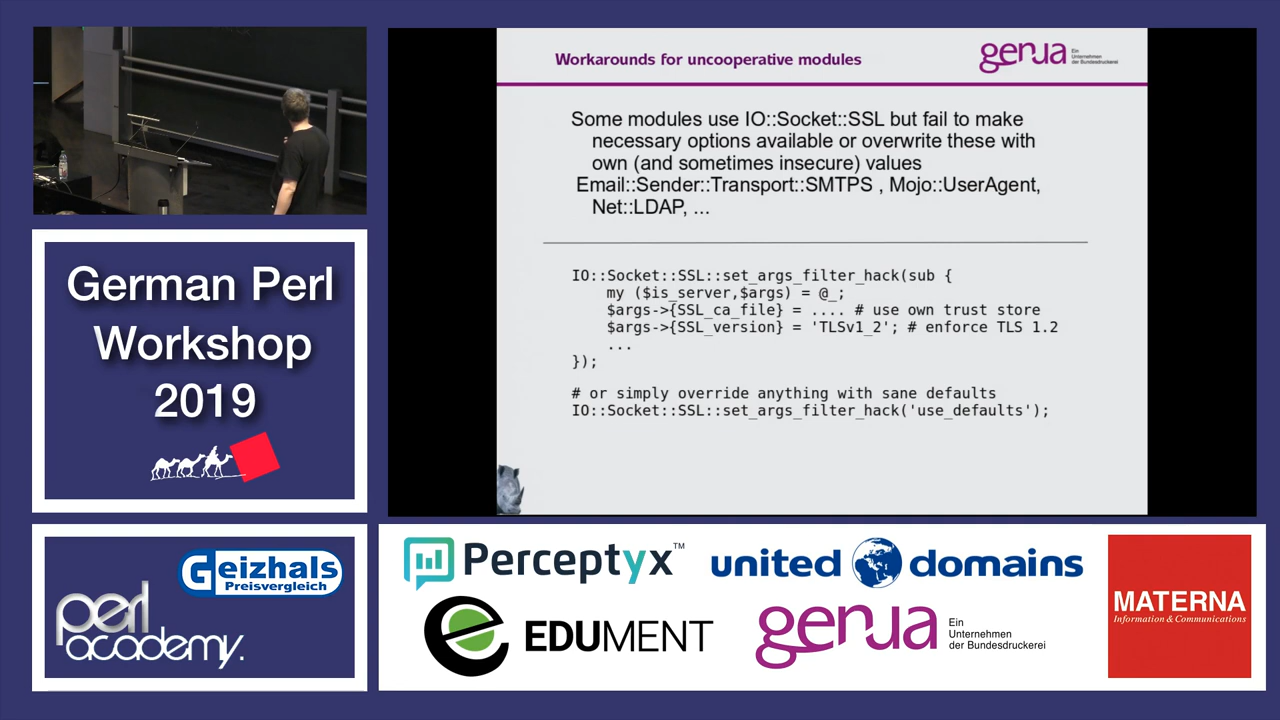 Workarounds for uncooperative modules
genua
Ein
Unternehmen
der Bundesdruckerei
Some modules use IO::Socket::SSL but fail to make
necessary options available or overwrite these with
own (and sometimes insecure) values
Email::Sender::Transport::SMTPS , Mojo::UserAgent,
Net::LDAP, ...
IO::Socket::SSL::set_args_filter_hack(sub {
my ($is_server,$args) = @_;
$args->{SSL_ca_file} = .... # use own trust store
$args->{SSL_version} = 'TLSv1_2'; # enforce TLS 1.2
...
});
# or simply override anything with sane defaults
IO::Socket::SSL::set_args_filter_hack('use_defaults');
German Perl
Workshop
2019
Geizhals
Preisvergleich
perl
academy.
Perceptyx™
united domains
EDUMENT
genua
Ein
Unternehmen
der Bundesdruckerei
MATERNA
Information & Communications